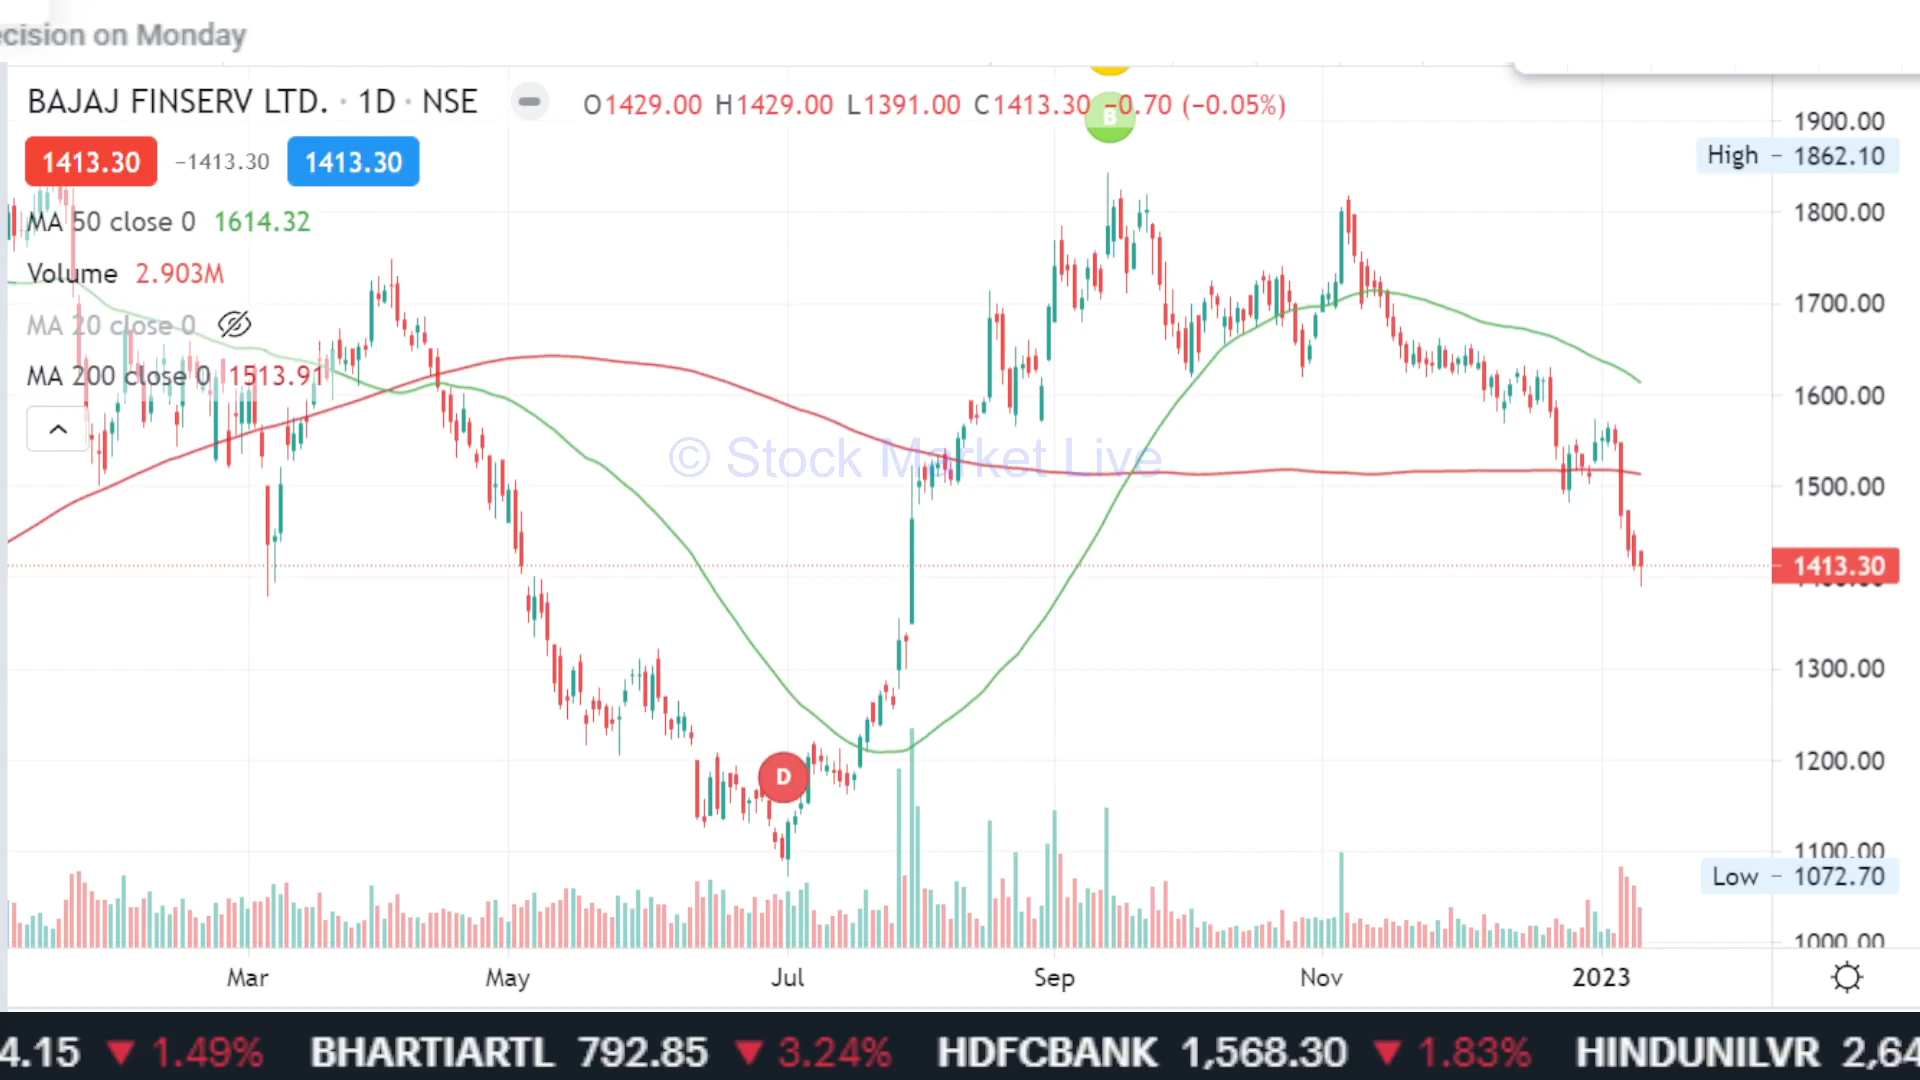 ecision on Monday
BAJAJ FINSERV LTD. · 1D · NSE O1429.00 H1429.00 L1391.00 C1413.30 −0.70 (−0.05%)
B
1413.30 −1413.30 1413.30
MA 50 close 0 1614.32
Volume 2.903M
MA 20 close 0
MA 200 close 0 1513.91
© Stock Market Live
D
1900.00
High − 1862.10
1800.00
1700.00
1600.00
1500.00
1413.30
1300.00
1200.00
1100.00
Low − 1072.70
1000.00
Mar May Jul Sep Nov 2023
4.15 ▼ 1.49% BHARTIARTL 792.85 ▼ 3.24% HDFCBANK 1,568.30 ▼ 1.83% HINDUNILVR 2,64